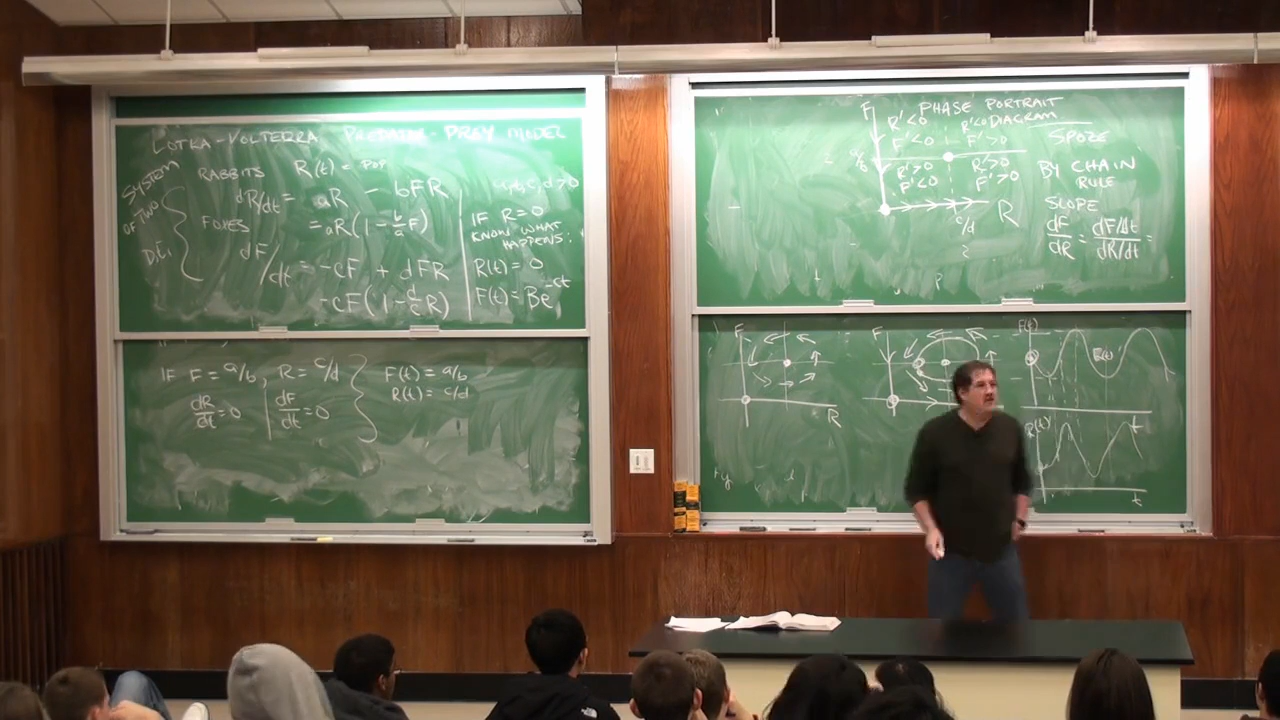 LOTKA-VOLTERRA PREDATOR-PREY MODEL
SYSTEM
OF TWO
D.E.
RABBITS R(t) = POP
dR/dt = aR - bFR
= aR(1 - b/a F)
FOXES
dF/dt = -cF + dFR
-cF(1 - d/c R)
a,b,c,d>0
IF R=0
KNOW WHAT
HAPPENS:
R(t) = 0
F(t) = Be^-ct
IF F = a/b, R = c/d
dR/dt = 0 dF/dt = 0
F(t) = a/b
R(t) = c/d
PHASE PORTRAIT
DIAGRAM
F
R'<0 R'<0
F'<0 F'>0
a/b
R'>0 R'>0
F'<0 F'>0
R
c/d
SPOZE
BY CHAIN
RULE
SLOPE
dF/dR = dF/dt / dR/dt =
F
R
F
F(t)
R(t)
t
R(t)
t